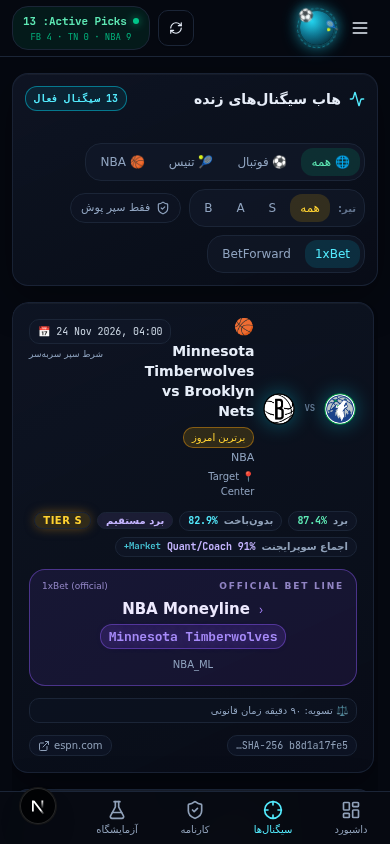 13 :Active Picks
FB 4 · TN 0 · NBA 9
هاب سیگنال‌های زنده
13 سیگنال فعال
🌐 همه
⚽ فوتبال
🎾 تنیس
🏀 NBA
تیر:
همه
S
A
B
فقط سپر پوش
1xBet
BetForward
📅 24 Nov 2026, 04:00
شرط سپر سربه‌سر
🏀
Minnesota
Timberwolves
vs Brooklyn
Nets
VS
برترین امروز
NBA
Target 📍
Center
برد 87.4%
بدون‌باخت 82.9%
برد مستقیم
TIER S
اجماع سوپرایجنت Quant/Coach 91% +Market
1xBet (official)
OFFICIAL BET LINE
NBA Moneyline ›
Minnesota Timberwolves
NBA_ML
⚖️ تسویه: ۹۰ دقیقه زمان قانونی
espn.com
…SHA-256 b8d1a17fe5
داشبورد
سیگنال‌ها
کارنامه
آزمایشگاه
N